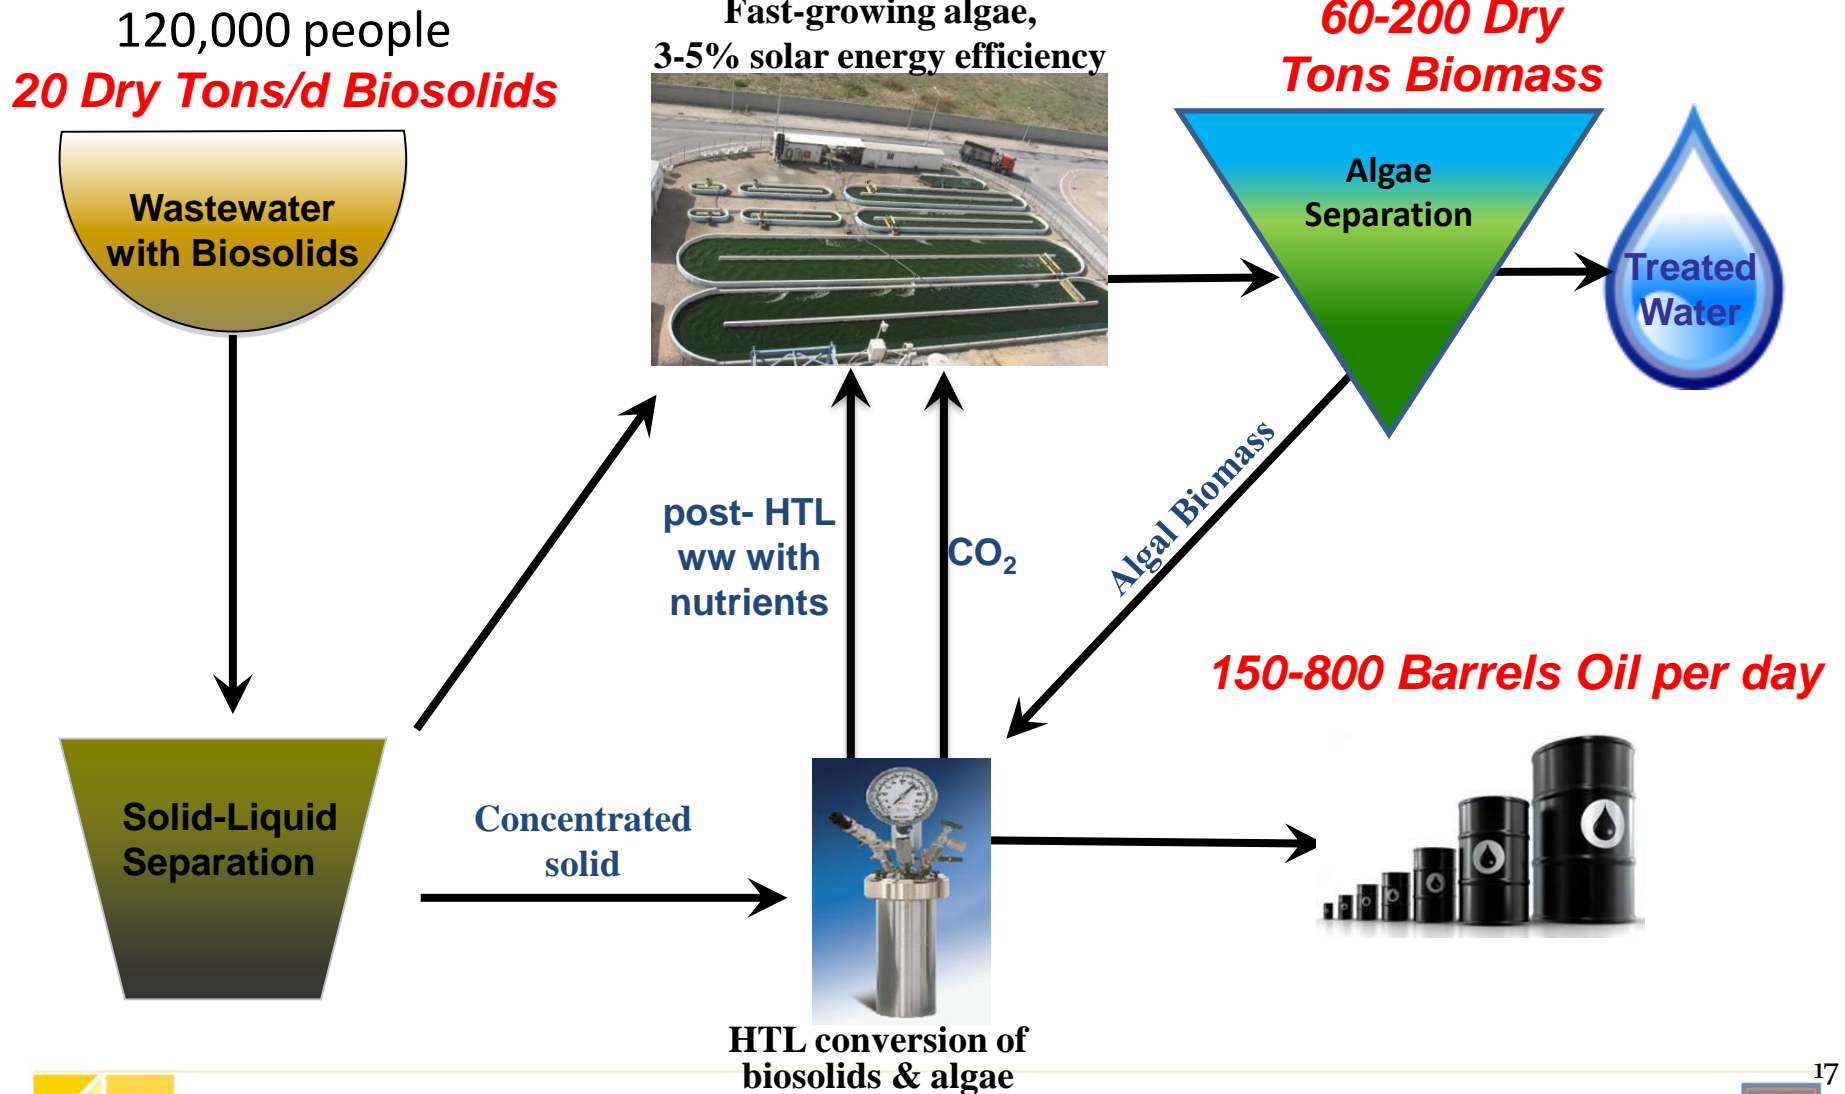 120,000 people
20 Dry Tons/d Biosolids
Wastewater
with Biosolids
Fast-growing algae,
3-5% solar energy efficiency
60-200 Dry
Tons Biomass
Algae
Separation
Treated
Water
post- HTL
ww with
nutrients
CO₂
Algal Biomass
150-800 Barrels Oil per day
Solid-Liquid
Separation
Concentrated
solid
HTL conversion of
biosolids & algae
17